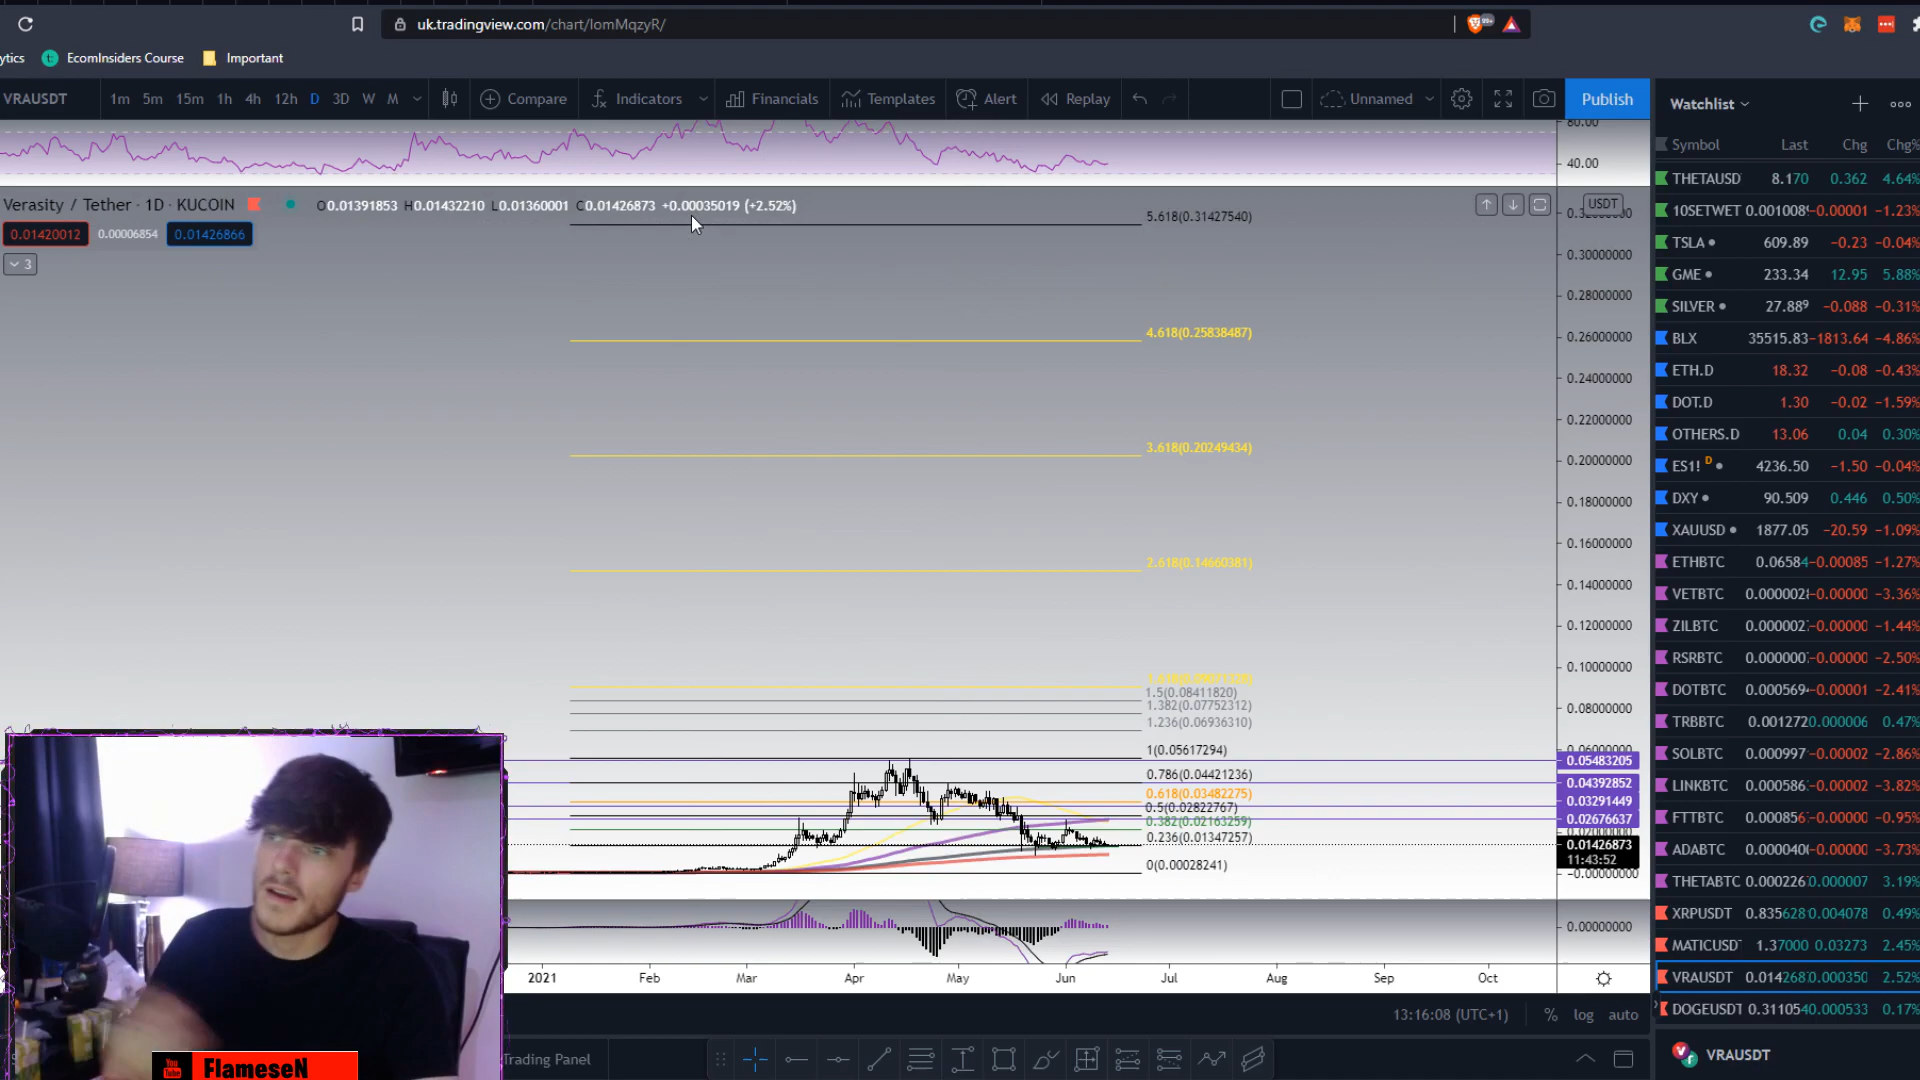 uk.tradingview.com/chart/IomMqzyR/
99+
ytics EcomInsiders Course Important
VRAUSDT 1m 5m 15m 1h 4h 12h D 3D W M Compare Indicators Financials Templates Alert Replay Unnamed Publish
80.00
40.00
Verasity / Tether · 1D · KUCOIN O0.01391853 H0.01432210 L0.01360001 C0.01426873 +0.00035019 (+2.52%)
0.01420012 0.00006854 0.01426866
3
USDT
5.618(0.31427540)
0.30000000
0.28000000
4.618(0.25838487)
0.26000000
0.24000000
0.22000000
3.618(0.20249434)
0.20000000
0.18000000
0.16000000
2.618(0.14660381)
0.14000000
0.12000000
0.10000000
1.5(0.08411820)
0.08000000
1.382(0.07752312)
1.236(0.06936310)
1(0.05617294)
0.06000000
0.05483205
0.786(0.04421236)
0.04392852
0.618(0.03482275)
0.03291449
0.5(0.02822767)
0.02676637
0.382(0.02163259)
0.236(0.01347257)
0.01426873
11:43:52
0(0.00028241)
-0.00000000
0.00000000
2021 Feb Mar Apr May Jun Jul Aug Sep Oct
13:16:08 (UTC+1) % log auto
Trading Panel
YouTube
FlameseN
Watchlist
Symbol Last Chg Chg%
THETAUSD 8.170 0.362 4.64%
10SETWET 0.001008 -0.00001 -1.23%
TSLA 609.89 -0.23 -0.04%
GME 233.34 12.95 5.88%
SILVER 27.889 -0.088 -0.31%
BLX 35515.83 -1813.64 -4.86%
ETH.D 18.32 -0.08 -0.43%
DOT.D 1.30 -0.02 -1.59%
OTHERS.D 13.06 0.04 0.30%
ES1! D 4236.50 -1.50 -0.04%
DXY 90.509 0.446 0.50%
XAUUSD 1877.05 -20.59 -1.09%
ETHBTC 0.06584 -0.00085 -1.27%
VETBTC 0.000002 -0.00000 -3.36%
ZILBTC 0.000002 -0.00000 -1.44%
RSRBTC 0.000000 -0.00000 -2.50%
DOTBTC 0.000569 -0.00001 -2.41%
TRBBTC 0.001272 0.000006 0.47%
SOLBTC 0.000997 -0.00002 -2.86%
LINKBTC 0.000586 -0.00002 -3.82%
FTTBTC 0.000856 -0.00000 -0.95%
ADABTC 0.000040 -0.00000 -3.73%
THETABTC 0.000226 0.000007 3.19%
XRPUSDT 0.835628 0.004078 0.49%
MATICUSD 1.37000 0.03273 2.45%
VRAUSDT 0.014268 0.000350 2.52%
DOGEUSDT 0.311054 0.000533 0.17%
VRAUSDT